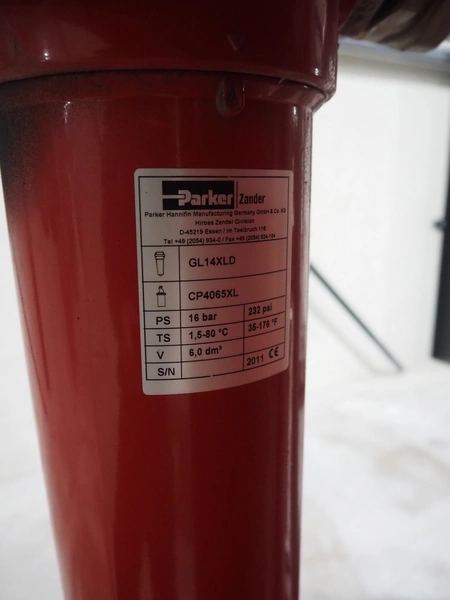 Parker Zander
Parker Hannifin Manufacturing Germany GmbH & Co. KG
Hiross Zander Division
D-45219 Essen / Im Teelbruch 118
Tel +49 (2054) 934-0 / Fax +49 (2054) 934-164
GL14XLD
CP4065XL
PS 16 bar 232 psi
TS 1,5-80 °C 35-176 °F
V 6,0 dm³
S/N 2011 CE